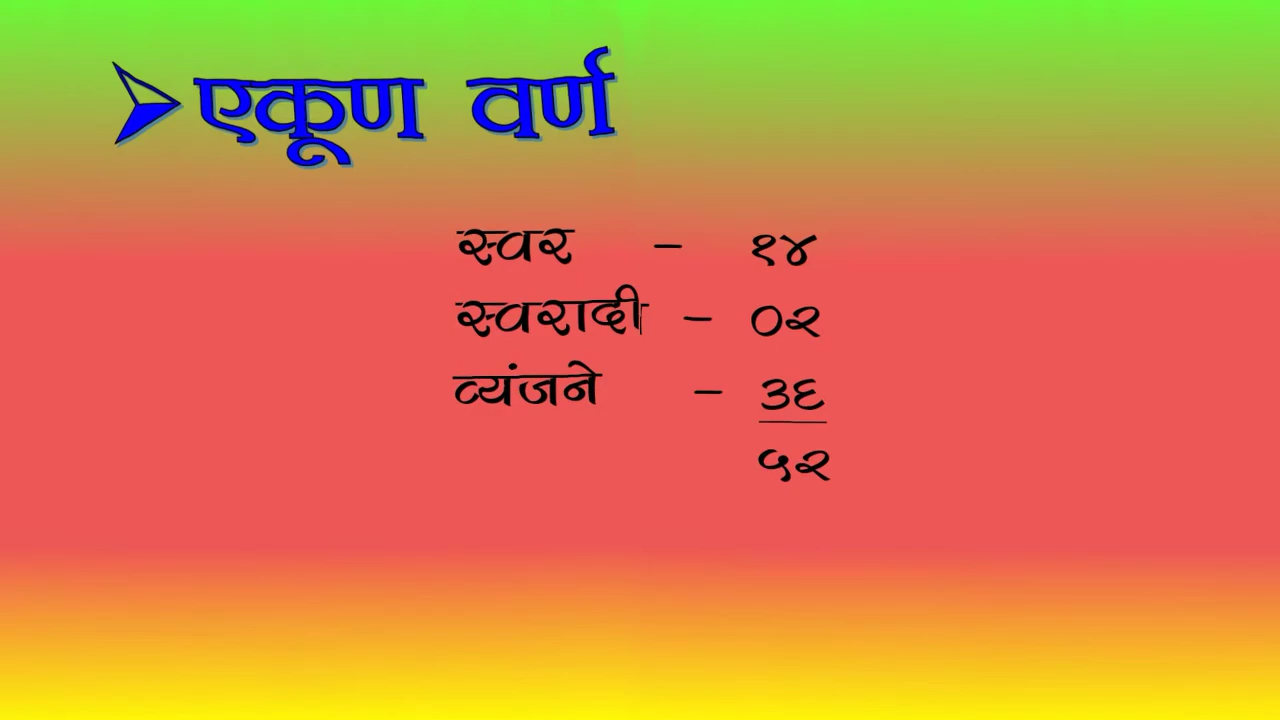 एकूण वर्ण
स्वर - १४
स्वरादी - ०२
व्यंजने - ३६
५२